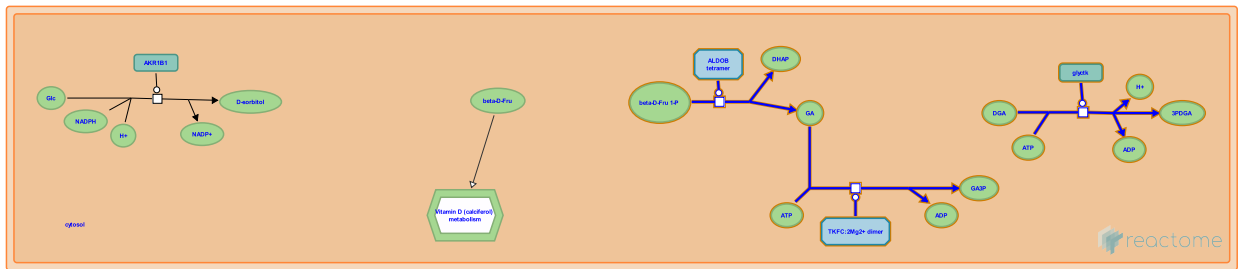 AKR1B1
Glc
NADPH
H+
D-sorbitol
NADP+
beta-D-Fru
Vitamin D (calciferol)
metabolism
ALDOB
tetramer
DHAP
beta-D-Fru 1-P
GA
ATP
TKFC:2Mg2+ dimer
ADP
GA3P
glyctk
DGA
ATP
H+
3PDGA
ADP
cytosol
reactome